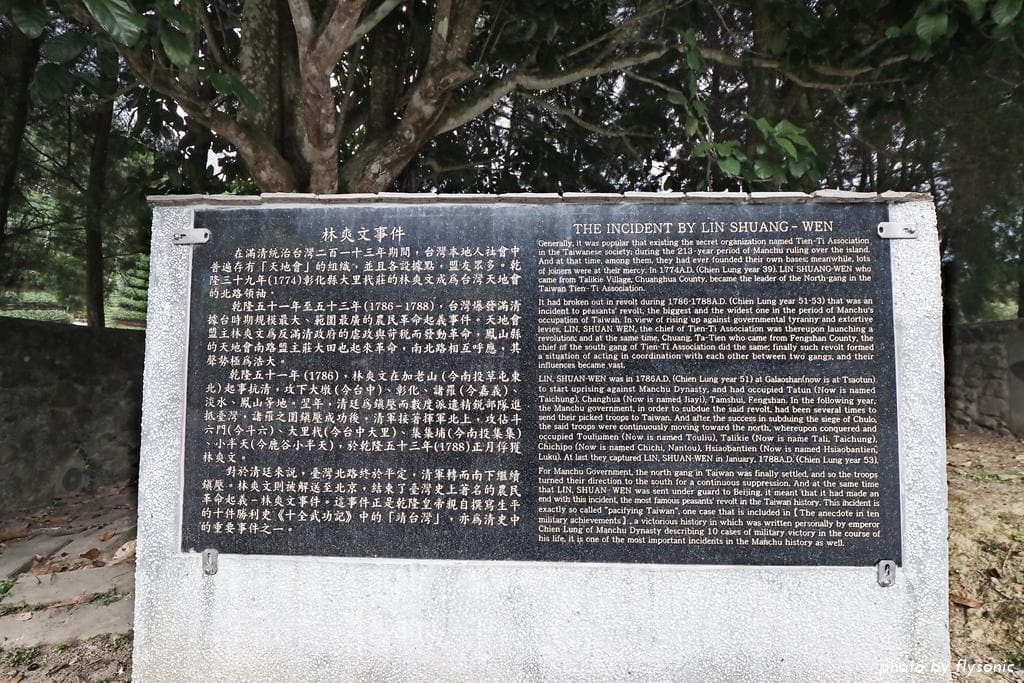 林爽文事件
在滿清統治台灣二百一十三年期間，台灣本地人社會中
普遍存有「天地會」的組織，並且各設據點，盟友眾多。乾
隆三十九年(1774)彰化縣大里杙莊的林爽文成為台灣天地會
的北路領袖。
乾隆五十一年至五十三年(1786-1788)，台灣爆發滿清
據台時期規模最大、範圍最廣的農民革命起義事件。天地會
盟主林爽文為反滿清政府的虐政與苛稅而發動革命。鳳山縣
的天地會南路盟主莊大田也起來革命，南北路相互呼應，其
聲勢極為浩大。
乾隆五十一年(1786)，林爽文在加老山(今南投草屯東
北)起事抗清，攻下大墩(今台中)、彰化、諸羅(今嘉義)
、淡水、鳳山等地。翌年，清廷為鎮壓而數度派遣精銳部隊進
抵臺灣，諸羅之圍鎮壓成功後，清軍接著揮軍北上，攻佔斗
六門(今斗六)、大里杙(今台中大里)、集集埔(今南投集集)
、小半天(今鹿谷小半天)，於乾隆五十三年(1788)正月俘獲
林爽文。
對於清廷來說，臺灣北路終於平定，清軍轉而南下繼續
鎮壓。林爽文則被解送至北京，結束了臺灣史上著名的農民
革命起義－林爽文事件。這事件正是乾隆皇帝親自撰寫生平
的十件勝利史《十全武功記》中的「靖台灣」，亦為清史中
的重要事件之一。
THE INCIDENT BY LIN SHUANG-WEN
Generally, it was popular that existing the secret organization named Tien-Ti Association
in the Taiwanese society; during the 213-year period of Manchu ruling over the island.
And at that time, among them, they had ever founded their own bases; meanwhile, lots
of joiners were at their mercy. In 1774A.D. (Chien Lung year 39), LIN SHUANG-WEN who
came from Talikie Village, Chuanghua County, became the leader of the North gang in the
Taiwan Tien-Ti Association.
It had broken out in revolt during 1786-1788A.D. (Chien Lung year 51-53) that was an
incident to peasants' revolt, the biggest and the widest one in the period of Manchu's
occupation of Taiwan. In view of rising up against governmental tyranny and extortive
levies, LIN, SHUAN WEN, the chief of Tien-Ti Association was thereupon launching a
revolution; and at the same time, Chuang, Ta-Tien who came from Fengshan County, the
chief of the south gang of Tien-Ti Association did the same; finally such revolt formed
a situation of acting in coordination with each other between two gangs, and their
influences became vast.
LIN, SHUAN-WEN was in 1786A.D. (Chien Lung year 51) at Galaoshan(now is at Tsaotun)
to start uprising against Manchu Dynasty, and had occupied Tatun (Now is named
Taichung), Changhua (Now is named Jiayi), Tamshui, Fengshan. In the following year,
the Manchu government, in order to subdue the said revolt, had been several times to
send their picked troops to Taiwan. And after, the success in subduing the siege of Chulo,
the said troops were continuously moving toward the north, whereupon conquered and
occupied Touliumen (Now is named Touliu), Talikie (Now is name Tali, Taichung),
Chichipo (Now is named Chichi, Nantou), Hsiaobantien (Now is named Hsiaobantien,
Luku). At last they captured LIN, SHUAN-WEN in January, 1788A.D. (Chien Lung year 53).
For Manchu Government, the north gang in Taiwan was finally settled, and so the troops
turned their direction to the south for a continuous suppression. And at the same time
that LIN, SHUAN- WEN was sent under guard to Beijing, it meant that it had made an
end with this incident, the most famous peasants' revolt in the Taiwan history. This incident is
exactly so called "pacifying Taiwan", one case that is included in 【The anecdote in ten
military achievements】, a victorious history in which was written personally by emperor
Chien Lung of Manchu Dynasty describing 10 cases of military victory in the course of
his life, it is one of the most important incidents in the Manchu history as well.
photo by flysonic